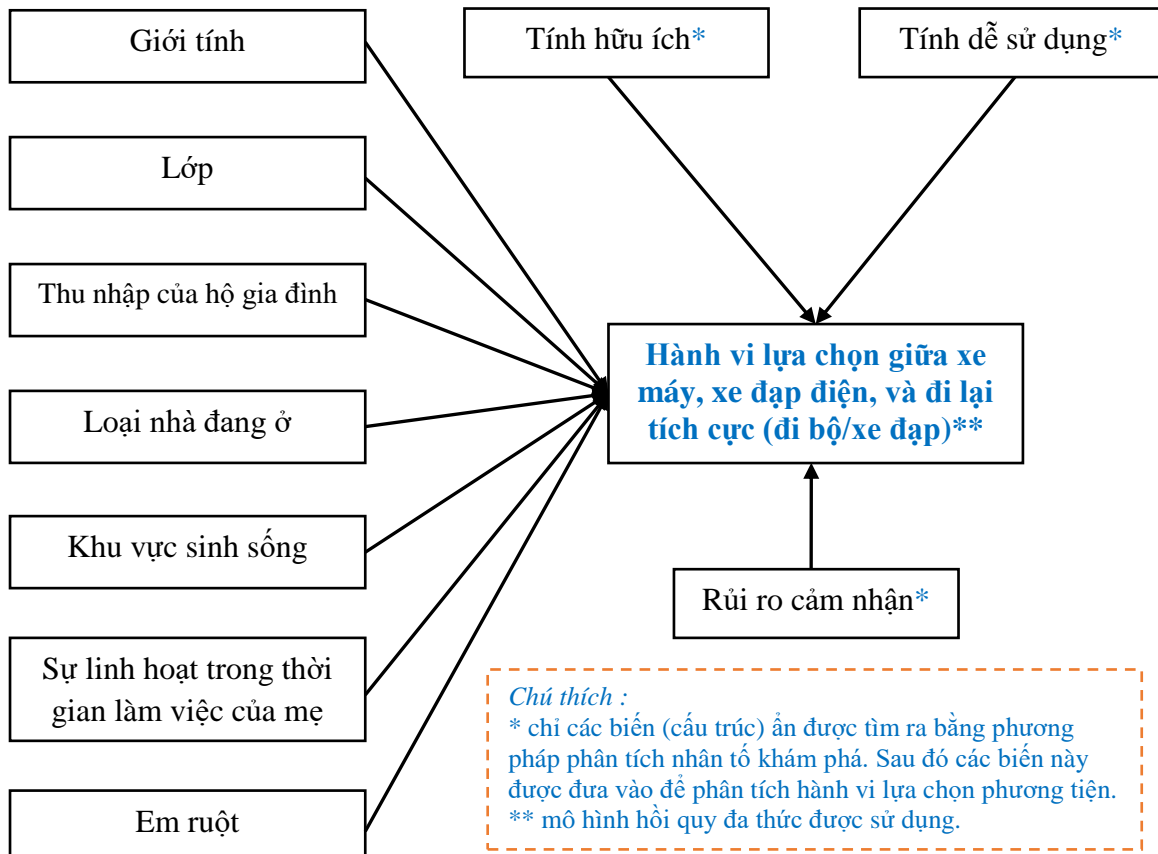 Giới tính
Lớp
Thu nhập của hộ gia đình
Loại nhà đang ở
Khu vực sinh sống
Sự linh hoạt trong thời
gian làm việc của mẹ
Em ruột
Tính hữu ích*
Tính dễ sử dụng*
Hành vi lựa chọn giữa xe
máy, xe đạp điện, và đi lại
tích cực (đi bộ/xe đạp)**
Rủi ro cảm nhận*
Chú thích :
* chỉ các biến (cấu trúc) ẩn được tìm ra bằng phương
pháp phân tích nhân tố khám phá. Sau đó các biến này
được đưa vào để phân tích hành vi lựa chọn phương tiện.
** mô hình hồi quy đa thức được sử dụng.